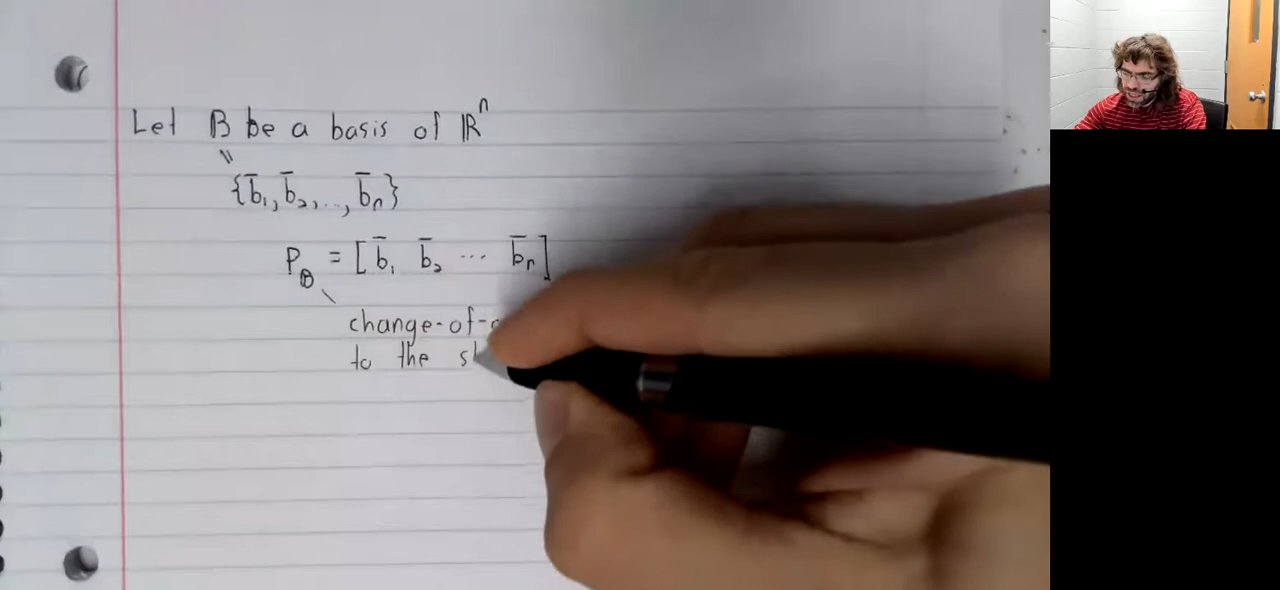 Let B be a basis of ℝⁿ
=
{b̄₁, b̄₂, ..., b̄ₙ}
P_B = [b̄₁ b̄₂ ⋯ b̄ₙ]
change-of-
to the